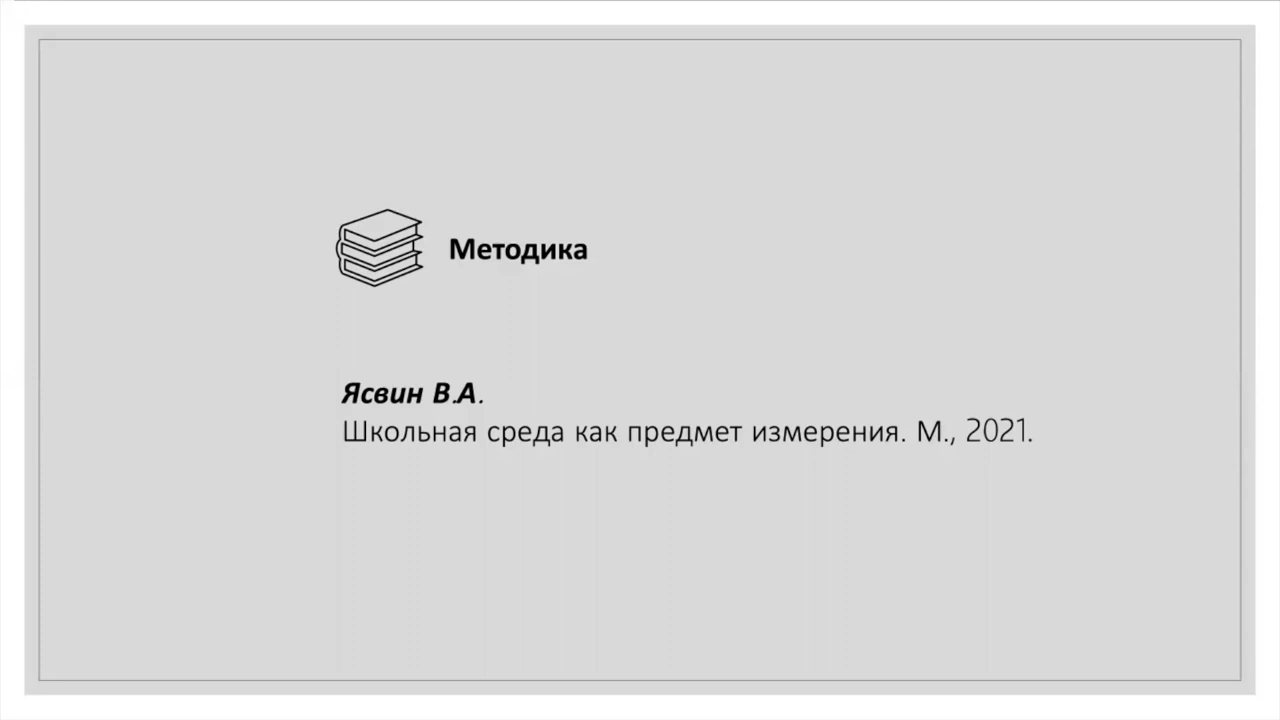 Методика
Ясвин В.А.
Школьная среда как предмет измерения. М., 2021.